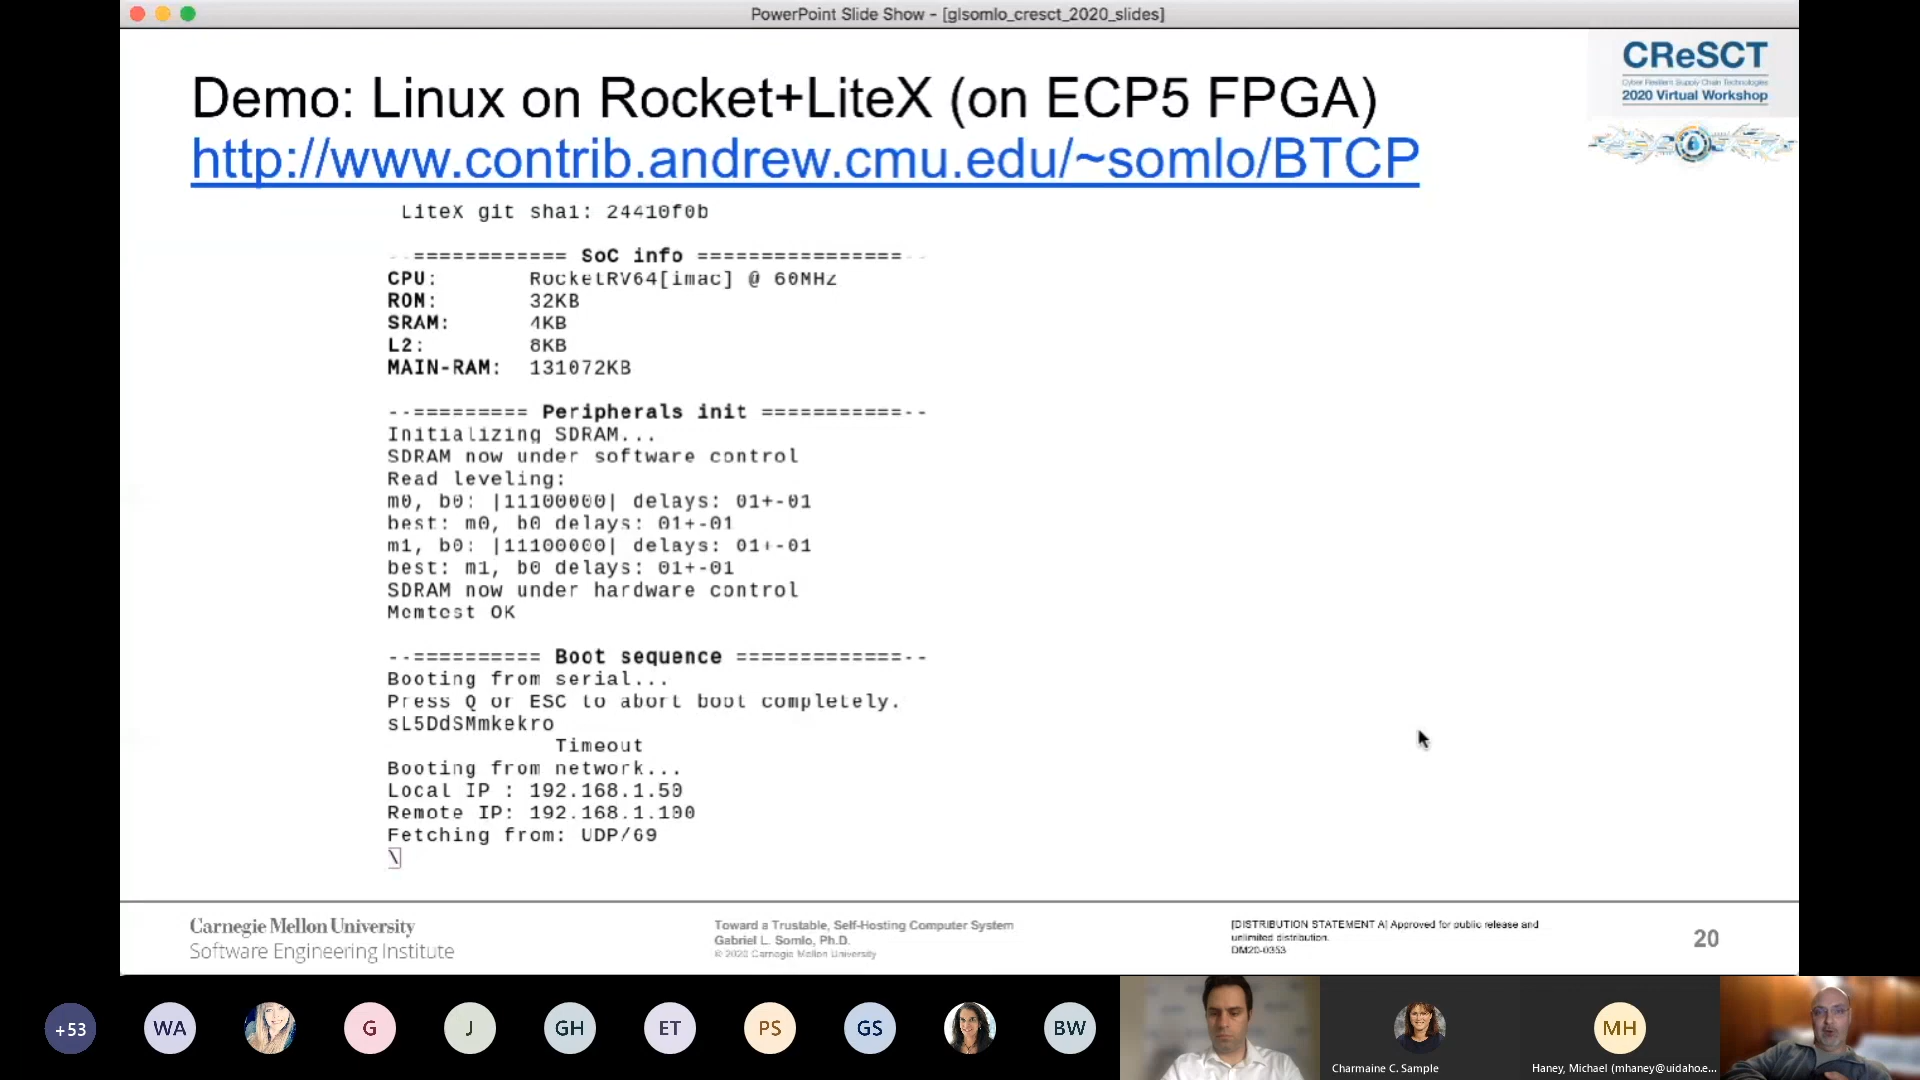 PowerPoint Slide Show - [glsomlo_cresct_2020_slides]
CReSCT
Cyber Resilient Supply Chain Technologies
2020 Virtual Workshop
Demo: Linux on Rocket+LiteX (on ECP5 FPGA)
http://www.contrib.andrew.cmu.edu/~somlo/BTCP
LiteX git sha1: 24410f0b
--============ SoC info ================--
CPU: RocketRV64[imac] @ 60MHz
ROM: 32KB
SRAM: 4KB
L2: 8KB
MAIN-RAM: 131072KB
--========= Peripherals init ===========--
Initializing SDRAM...
SDRAM now under software control
Read leveling:
m0, b0: |11100000| delays: 01+-01
best: m0, b0 delays: 01+-01
m1, b0: |11100000| delays: 01+-01
best: m1, b0 delays: 01+-01
SDRAM now under hardware control
Memtest OK
--========== Boot sequence =============--
Booting from serial...
Press Q or ESC to abort boot completely.
sL5DdSMmkekro
Timeout
Booting from network...
Local IP : 192.168.1.50
Remote IP: 192.168.1.100
Fetching from: UDP/69
\
Carnegie Mellon University
Software Engineering Institute
Toward a Trustable, Self-Hosting Computer System
Gabriel L. Somlo, Ph.D.
© 2020 Carnegie Mellon University
[DISTRIBUTION STATEMENT A] Approved for public release and
unlimited distribution.
DM20-0353
20
+53
WA
G
J
GH
ET
PS
GS
BW
Charmaine C. Sample
MH
Haney, Michael (mhaney@uidaho.e...